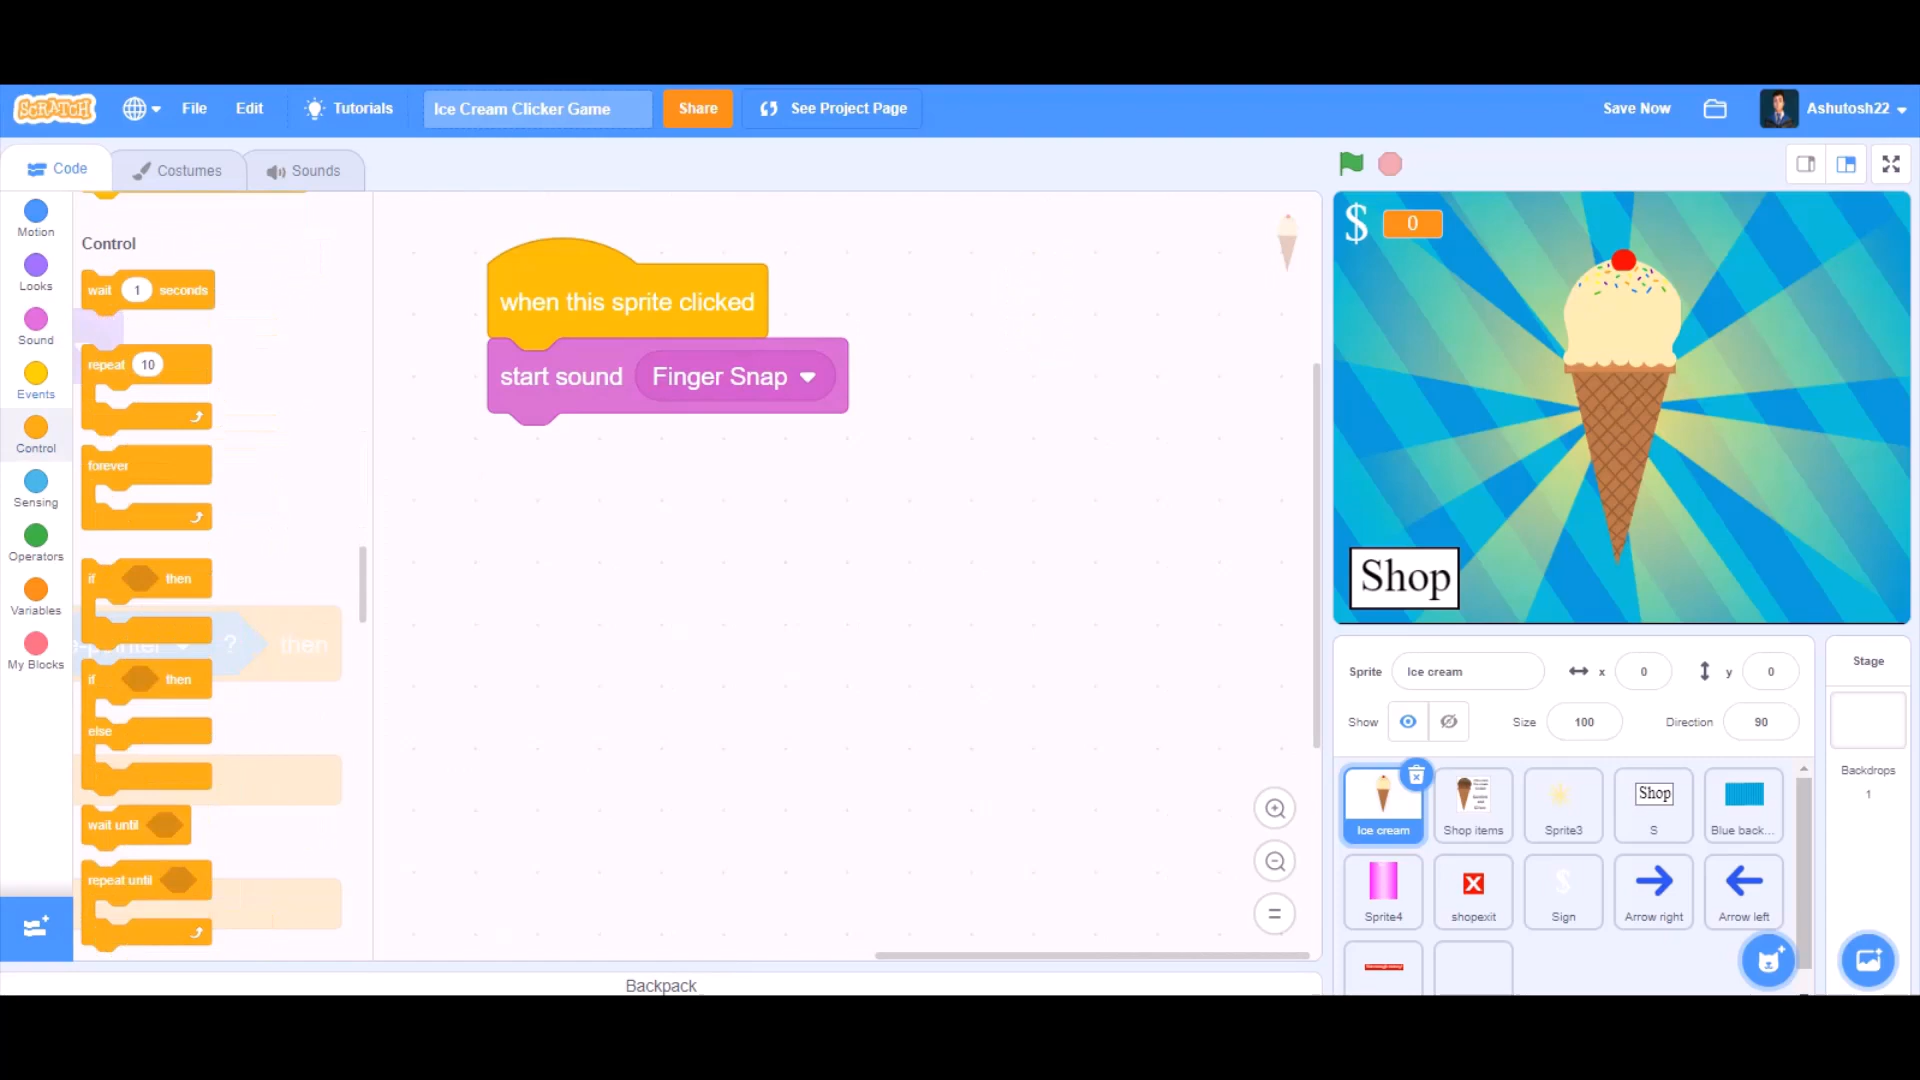 SCRATCH
File
Edit
Tutorials
Ice Cream Clicker Game
Share
See Project Page
Save Now
Ashutosh22
Code
Costumes
Sounds
Motion
Looks
Sound
Events
Control
Sensing
Operators
Variables
My Blocks
Control
wait 1 seconds
repeat 10
forever
if then
? then
if then
else
wait until
repeat until
when this sprite clicked
start sound Finger Snap
Backpack
$ 0
Shop
Sprite Ice cream x 0 y 0
Show Size 100 Direction 90
Ice cream
Shop items
Sprite3
Shop
S
Blue back...
Sprite4
shopexit
$
Sign
Arrow right
Arrow left
Stage
Backdrops
1